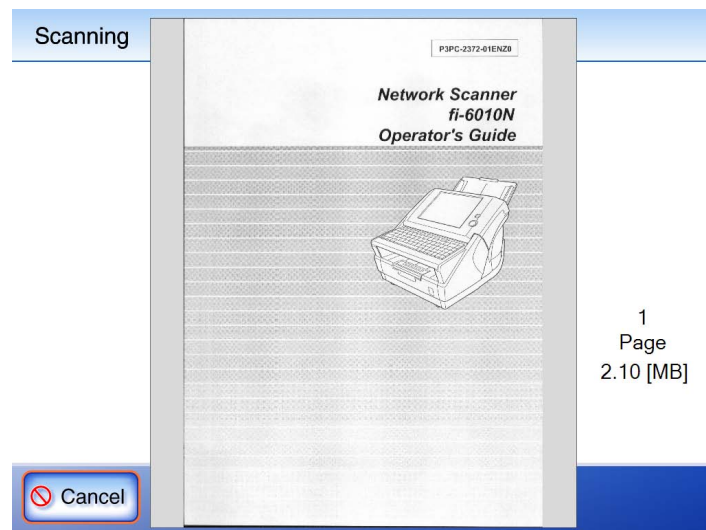 Scanning
P3PC-2372-01ENZ0
Network Scanner
fi-6010N
Operator's Guide
1
Page
2.10 [MB]
Cancel